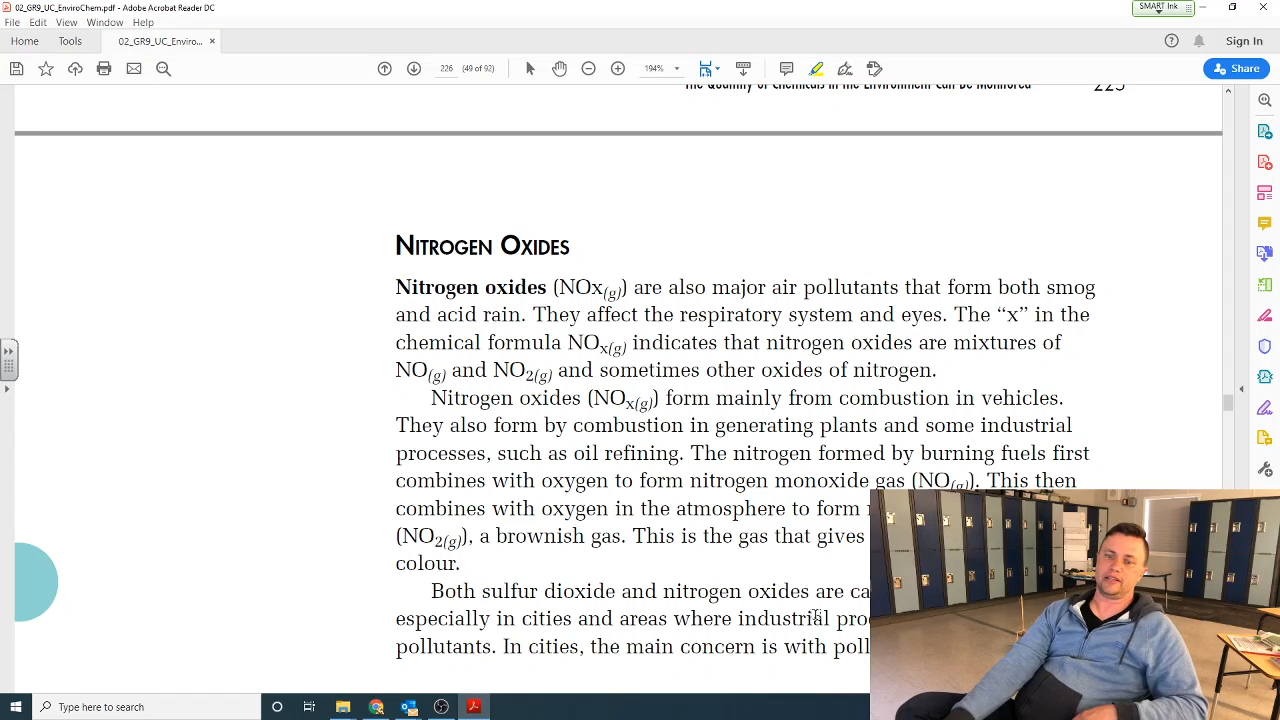 02_GR9_UC_EnviroChem.pdf - Adobe Acrobat Reader DC
SMART Ink
File Edit View Window Help
Home Tools 02_GR9_UC_Enviro... × Sign In
226 (49 of 92) 194% Share
The Quantity of Chemicals in the Environment Can Be Monitored 225
NITROGEN OXIDES
Nitrogen oxides (NOx(g)) are also major air pollutants that form both smog
and acid rain. They affect the respiratory system and eyes. The “x” in the
chemical formula NOx(g) indicates that nitrogen oxides are mixtures of
NO(g) and NO2(g) and sometimes other oxides of nitrogen.
Nitrogen oxides (NOx(g)) form mainly from combustion in vehicles.
They also form by combustion in generating plants and some industrial
processes, such as oil refining. The nitrogen formed by burning fuels first
combines with oxygen to form nitrogen monoxide gas (NO(g)). This then
combines with oxygen in the atmosphere to form
(NO2(g)), a brownish gas. This is the gas that gives
colour.
Both sulfur dioxide and nitrogen oxides are ca
especially in cities and areas where industrial pro
pollutants. In cities, the main concern is with poll
Type here to search